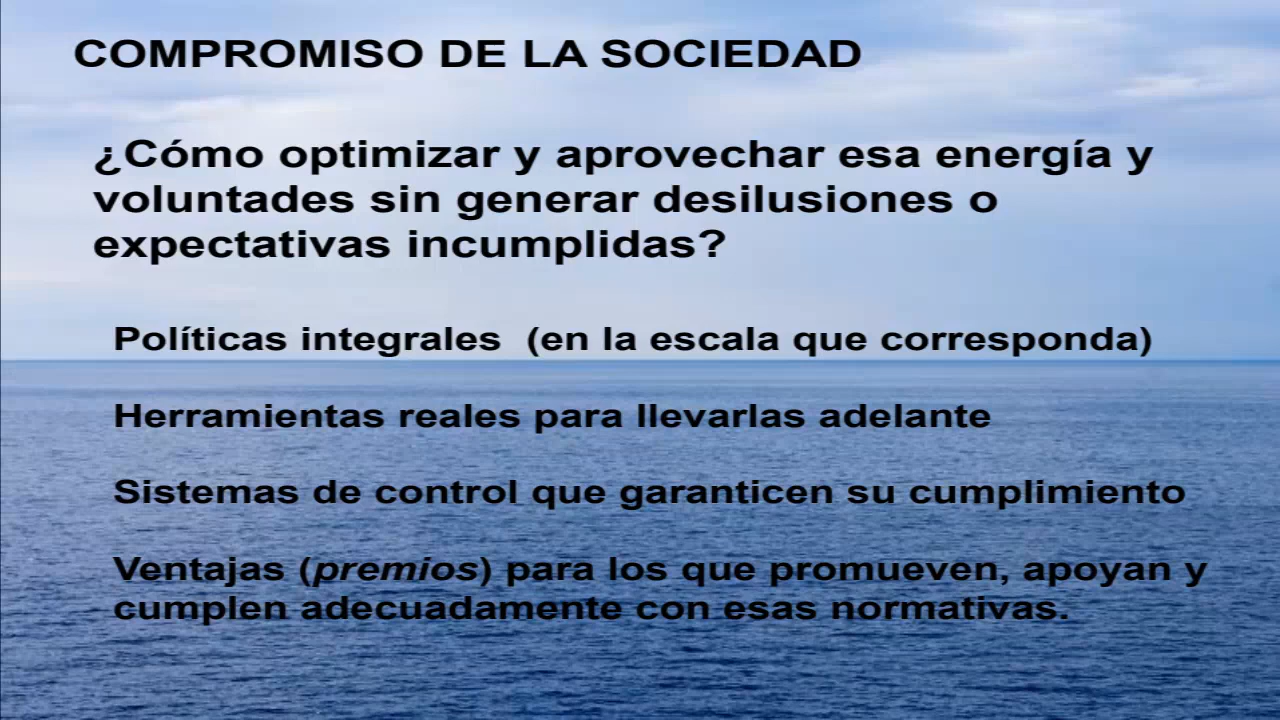 COMPROMISO DE LA SOCIEDAD
¿Cómo optimizar y aprovechar esa energía y
voluntades sin generar desilusiones o
expectativas incumplidas?
Políticas integrales (en la escala que corresponda)
Herramientas reales para llevarlas adelante
Sistemas de control que garanticen su cumplimiento
Ventajas (premios) para los que promueven, apoyan y
cumplen adecuadamente con esas normativas.